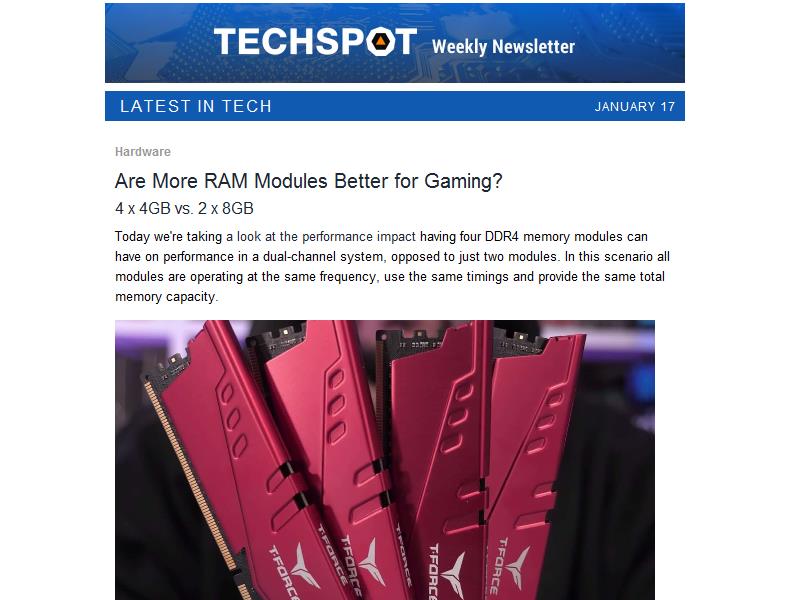 TECHSPOT Weekly Newsletter
LATEST IN TECH JANUARY 17
Hardware
Are More RAM Modules Better for Gaming?
4 x 4GB vs. 2 x 8GB
Today we're taking a look at the performance impact having four DDR4 memory modules can
have on performance in a dual-channel system, opposed to just two modules. In this scenario all
modules are operating at the same frequency, use the same timings and provide the same total
memory capacity.
T-FORCE
T-FORCE
T-FORCE
T-FORCE
T-FORCE
T-FORCE